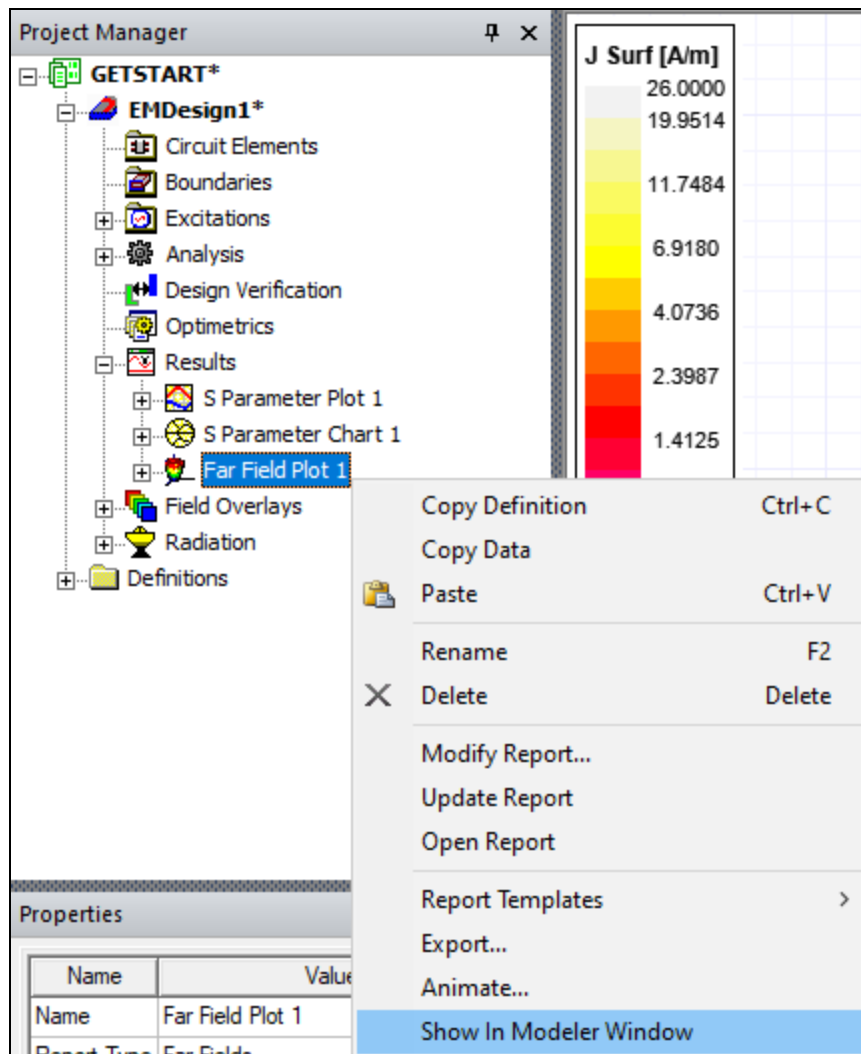 Project Manager
GETSTART*
EMDesign1*
Circuit Elements
Boundaries
Excitations
Analysis
Design Verification
Optimetrics
Results
S Parameter Plot 1
S Parameter Chart 1
Far Field Plot 1
Field Overlays
Radiation
Definitions
J Surf [A/m]
26.0000
19.9514
11.7484
6.9180
4.0736
2.3987
1.4125
Copy Definition Ctrl+C
Copy Data
Paste Ctrl+V
Rename F2
Delete Delete
Modify Report...
Update Report
Open Report
Report Templates
Export...
Animate...
Show In Modeler Window
Properties
Name Value
Name Far Field Plot 1
Report Type Far Fields